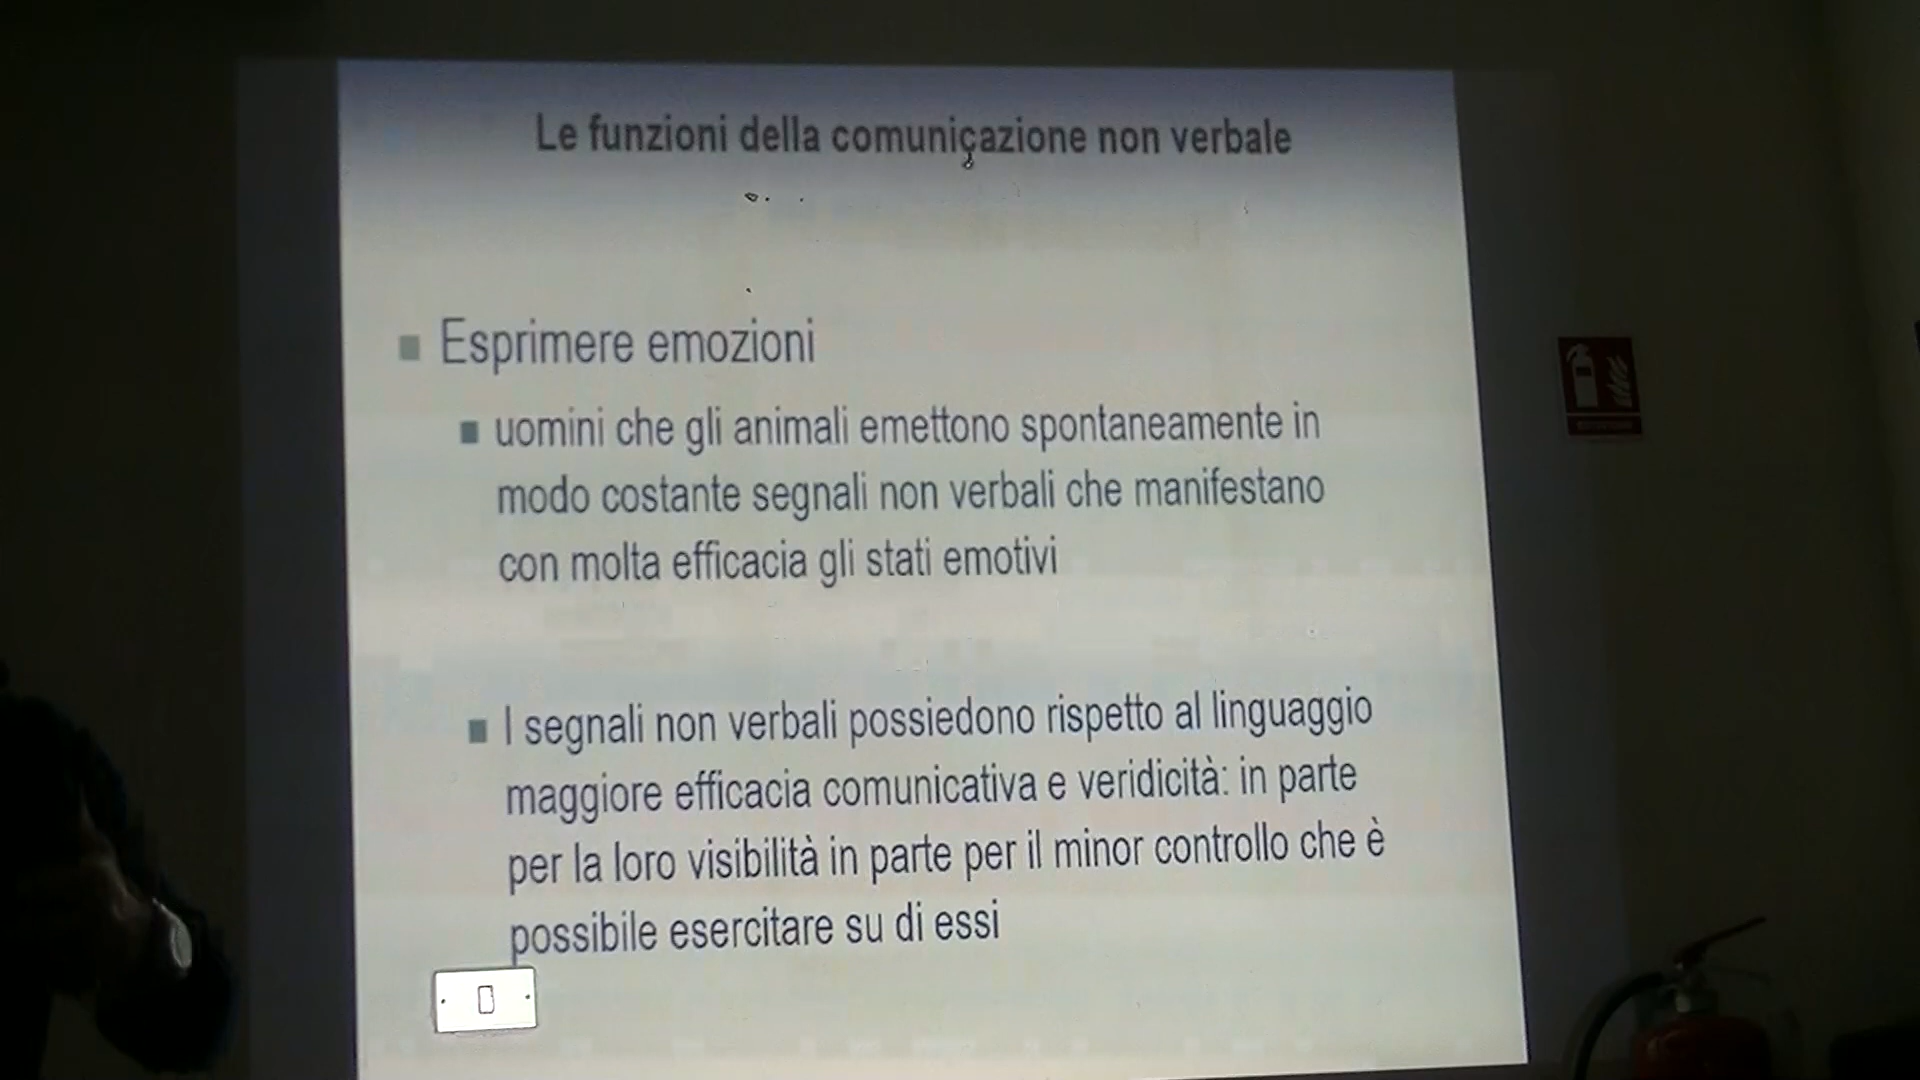 Le funzioni della comunicazione non verbale
Esprimere emozioni
uomini che gli animali emettono spontaneamente in
modo costante segnali non verbali che manifestano
con molta efficacia gli stati emotivi
I segnali non verbali possiedono rispetto al linguaggio
maggiore efficacia comunicativa e veridicità: in parte
per la loro visibilità in parte per il minor controllo che è
possibile esercitare su di essi